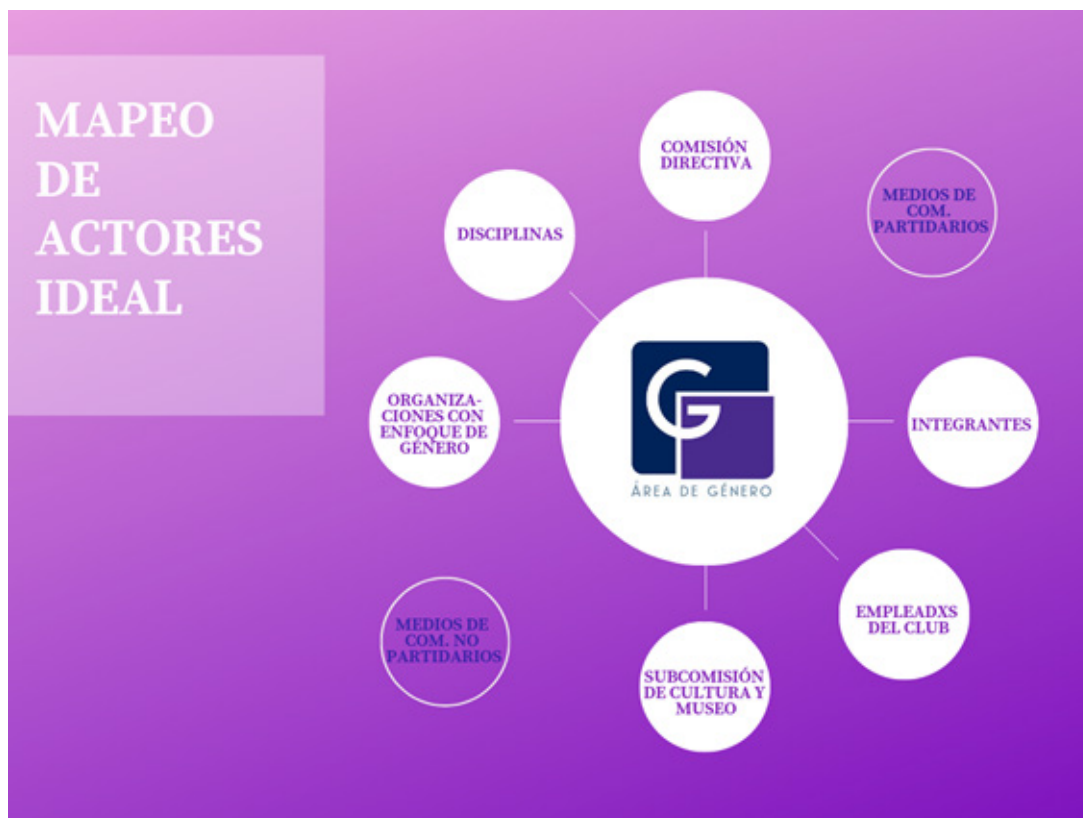 MAPEO
DE
ACTORES
IDEAL
COMISIÓN
DIRECTIVA
MEDIOS DE
COM.
PARTIDARIOS
DISCIPLINAS
ORGANIZA-
CIONES CON
ENFOQUE DE
GÉNERO
G
ÁREA DE GÉNERO
INTEGRANTES
EMPLEADXS
DEL CLUB
MEDIOS DE
COM. NO
PARTIDARIOS
SUBCOMISIÓN
DE CULTURA Y
MUSEO